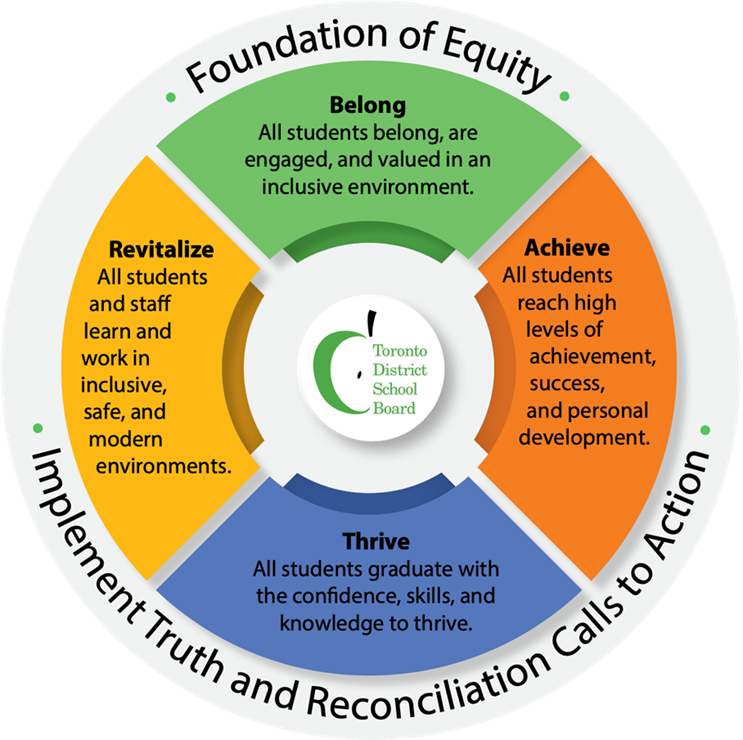 Foundation of Equity
Belong
All students belong, are
engaged, and valued in an
inclusive environment.
Achieve
All students
reach high
levels of
achievement,
success,
and personal
development.
Thrive
All students graduate with
the confidence, skills, and
knowledge to thrive.
Revitalize
All students
and staff
learn and
work in
inclusive,
safe, and
modern
environments.
Toronto
District
School
Board
Implement Truth and Reconciliation Calls to Action